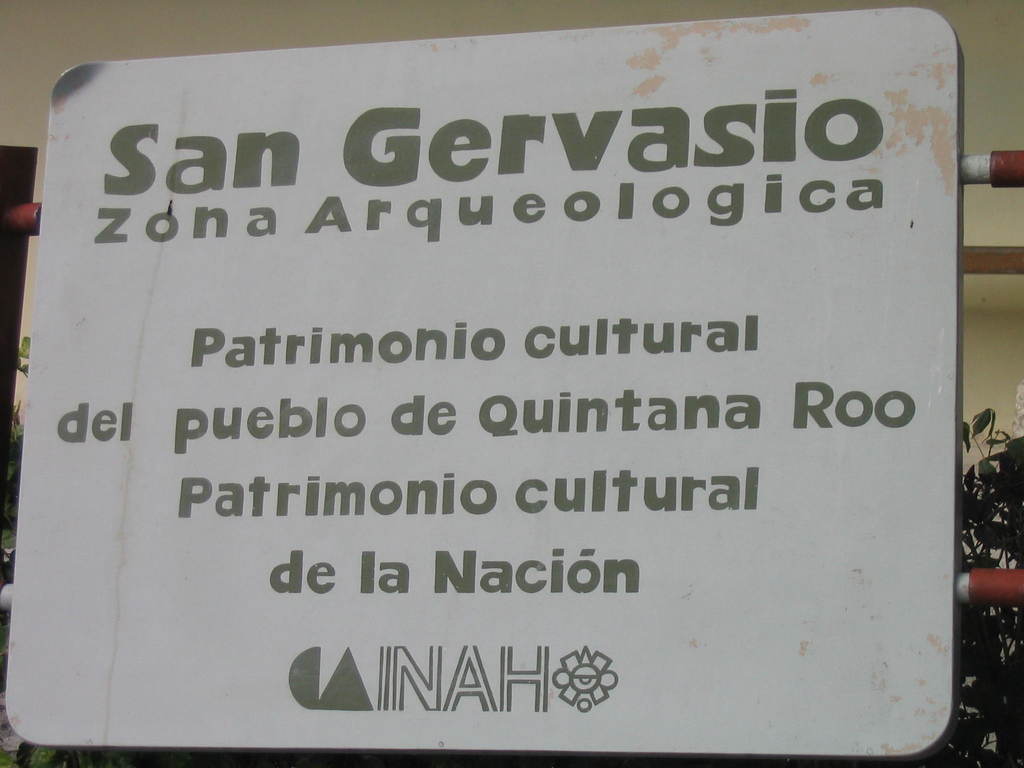 San Gervasio
Zona Arqueologica
Patrimonio cultural
del pueblo de Quintana Roo
Patrimonio cultural
de la Nación
INAH